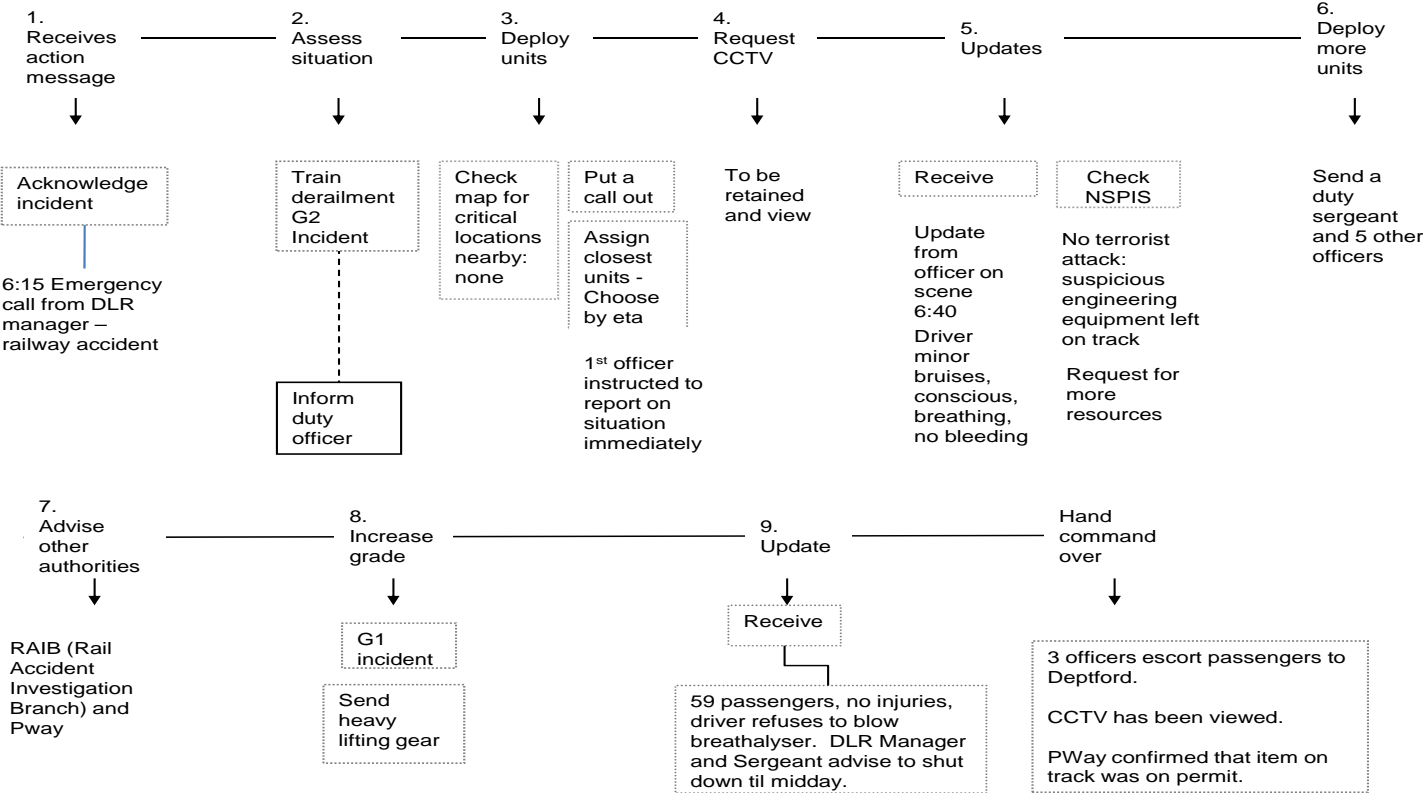 1.
Receives
action
message
2.
Assess
situation
3.
Deploy
units
4.
Request
CCTV
5.
Updates
6.
Deploy
more
units
Acknowledge
incident
6:15 Emergency
call from DLR
manager –
railway accident
Train
derailment
G2
Incident
Inform
duty
officer
Check
map for
critical
locations
nearby:
none
Put a
call out
Assign
closest
units -
Choose
by eta
1st officer
instructed to
report on
situation
immediately
To be
retained
and view
Receive
Update
from
officer on
scene
6:40
Driver
minor
bruises,
conscious,
breathing,
no bleeding
Check
NSPIS
No terrorist
attack:
suspicious
engineering
equipment left
on track
Request for
more
resources
Send a
duty
sergeant
and 5 other
officers
7.
Advise
other
authorities
8.
Increase
grade
9.
Update
Hand
command
over
RAIB (Rail
Accident
Investigation
Branch) and
Pway
G1
incident
Send
heavy
lifting gear
Receive
59 passengers, no injuries,
driver refuses to blow
breathalyser.  DLR Manager
and Sergeant advise to shut
down til midday.
3 officers escort passengers to
Deptford.
CCTV has been viewed.
PWay confirmed that item on
track was on permit.